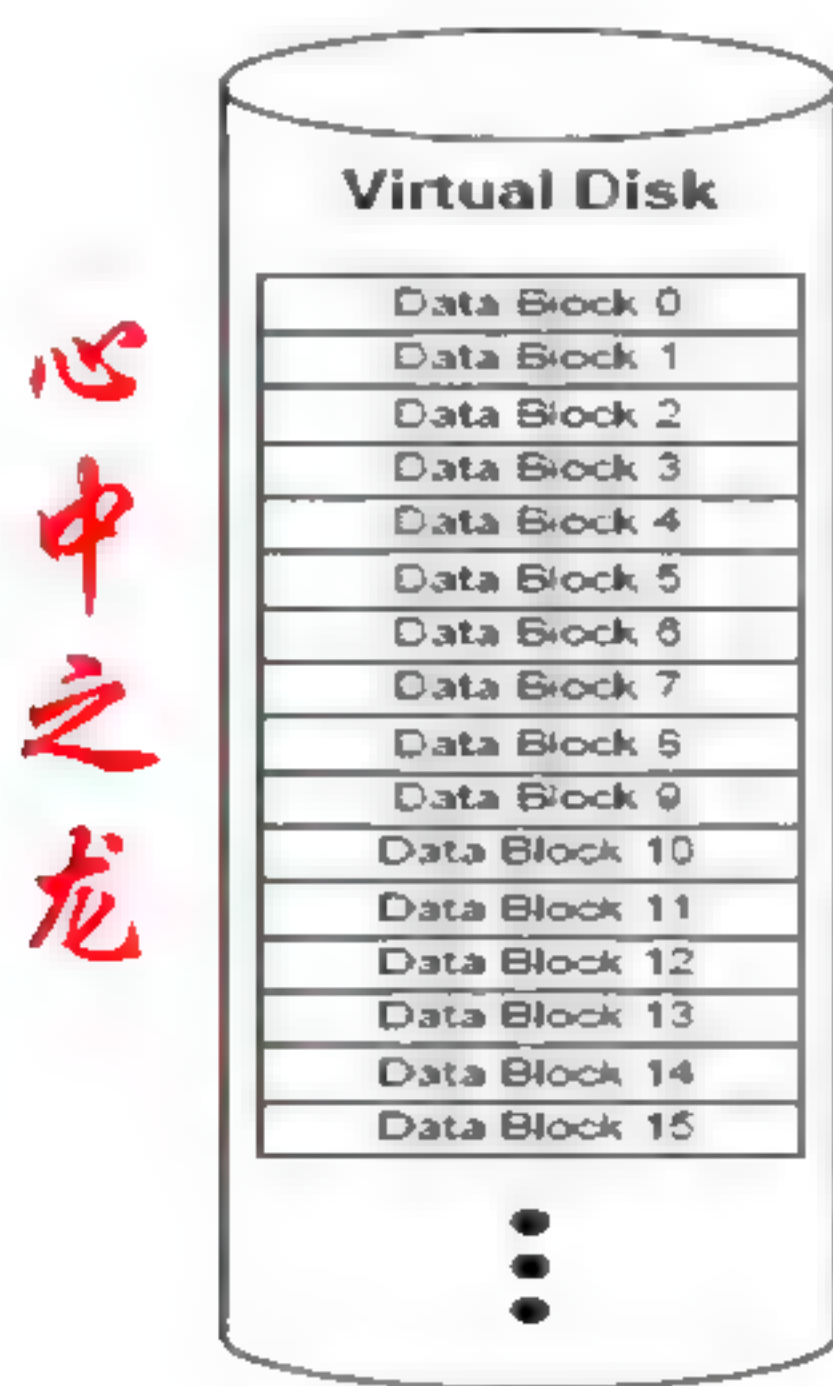 心中之龙
Virtual Disk
Data Block 0
Data Block 1
Data Block 2
Data Block 3
Data Block 4
Data Block 5
Data Block 6
Data Block 7
Data Block 8
Data Block 9
Data Block 10
Data Block 11
Data Block 12
Data Block 13
Data Block 14
Data Block 15